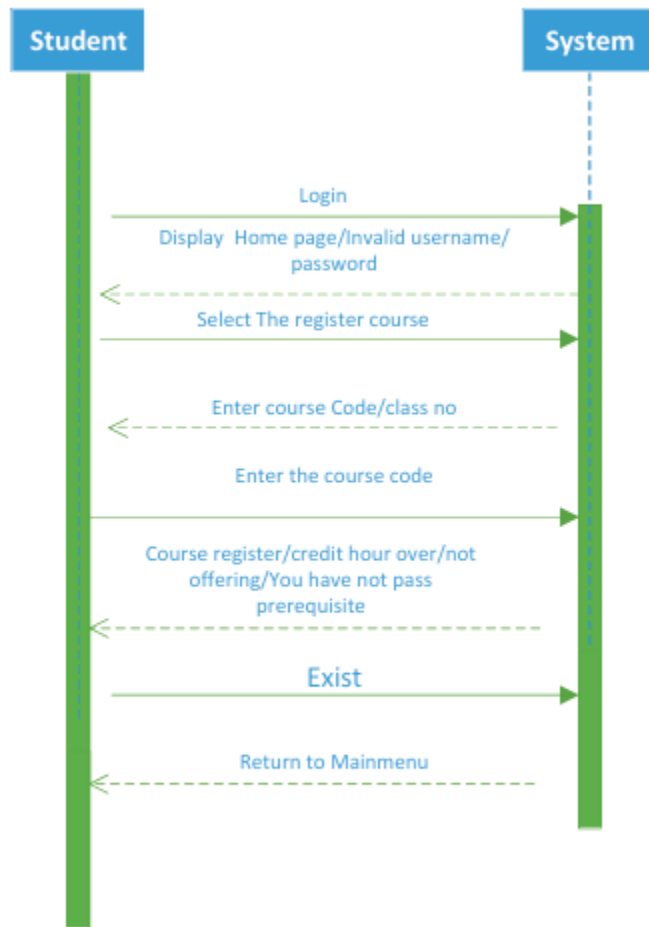 Student
System
Login
Display Home page/Invalid username/
password
Select The register course
Enter course Code/class no
Enter the course code
Course register/credit hour over/not
offering/You have not pass
prerequisite
Exist
Return to Mainmenu